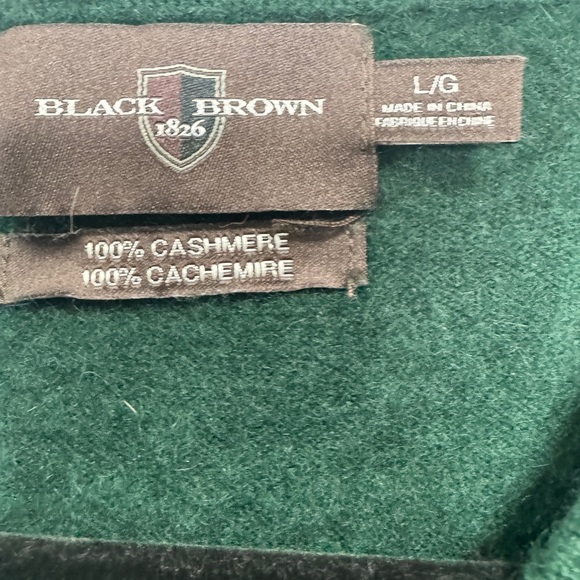 BLACK BROWN
1826
L/G
MADE IN CHINA
FABRIQUE EN CHINE
100% CASHMERE
100% CACHEMIRE